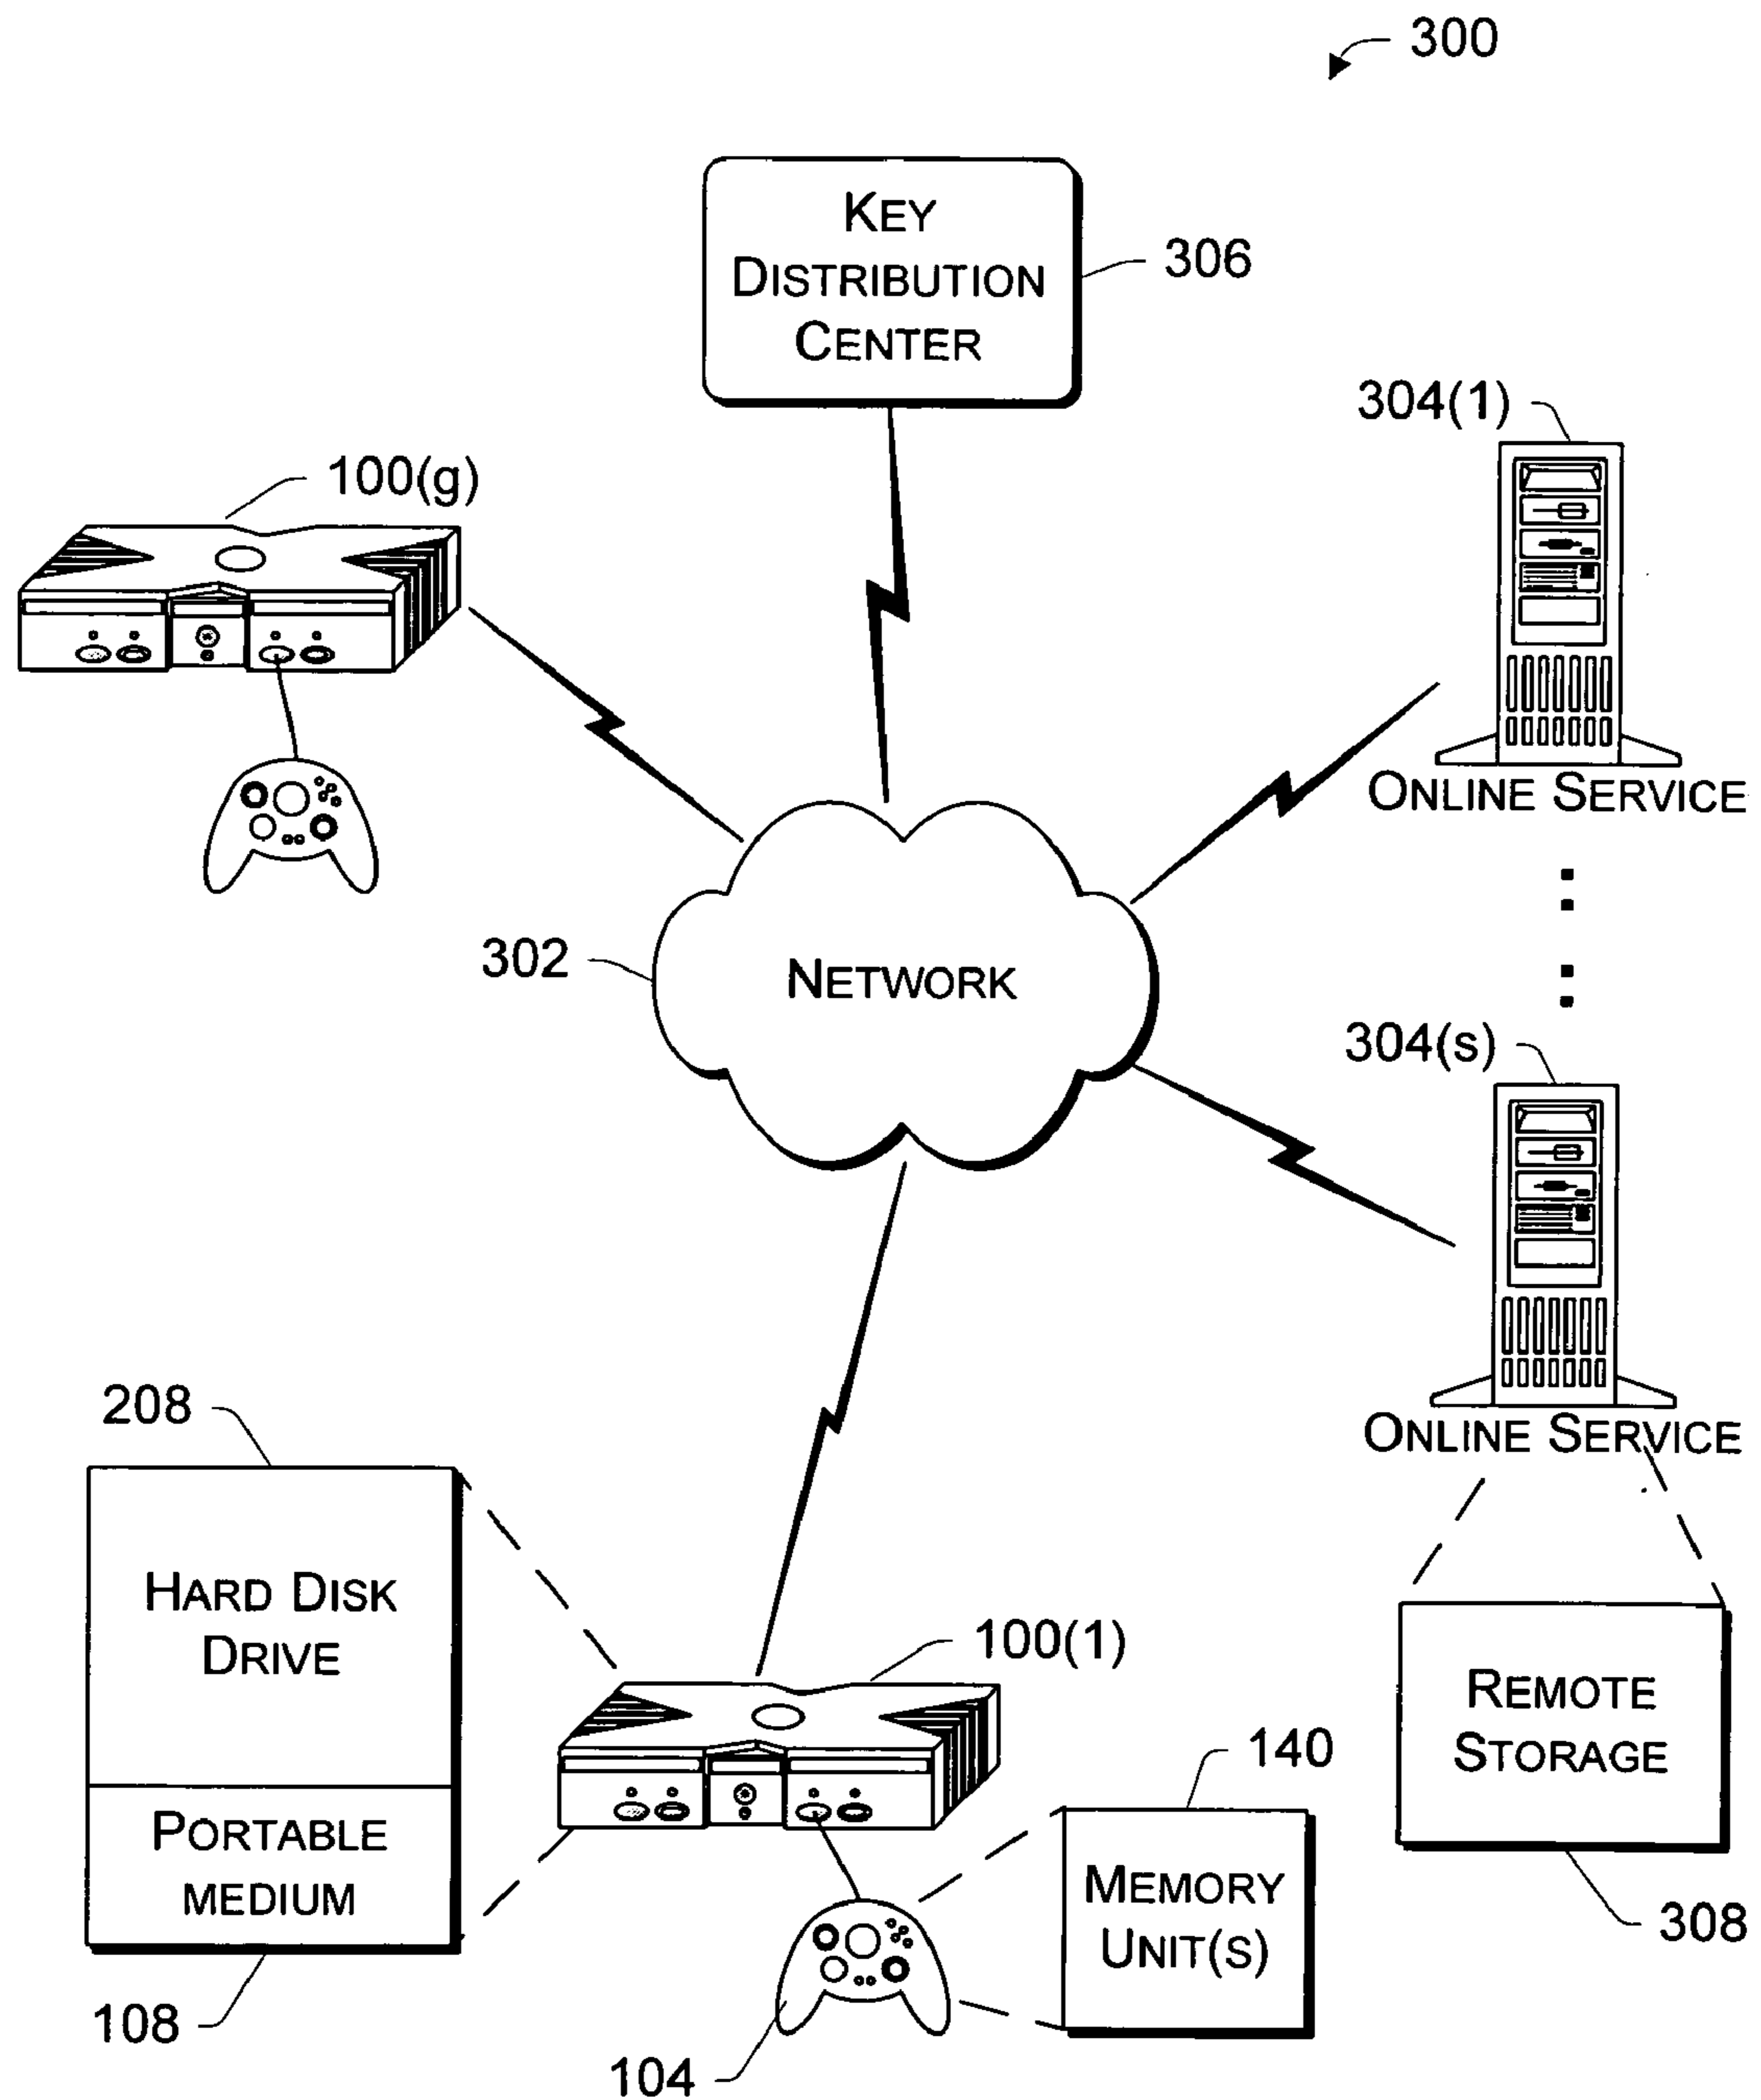 300
KEY
DISTRIBUTION
CENTER
306
304(1)
100(g)
ONLINE SERVICE
302
NETWORK
304(s)
ONLINE SERVICE
208
HARD DISK
DRIVE
PORTABLE
MEDIUM
108
100(1)
104
140
MEMORY
UNIT(S)
REMOTE
STORAGE
308